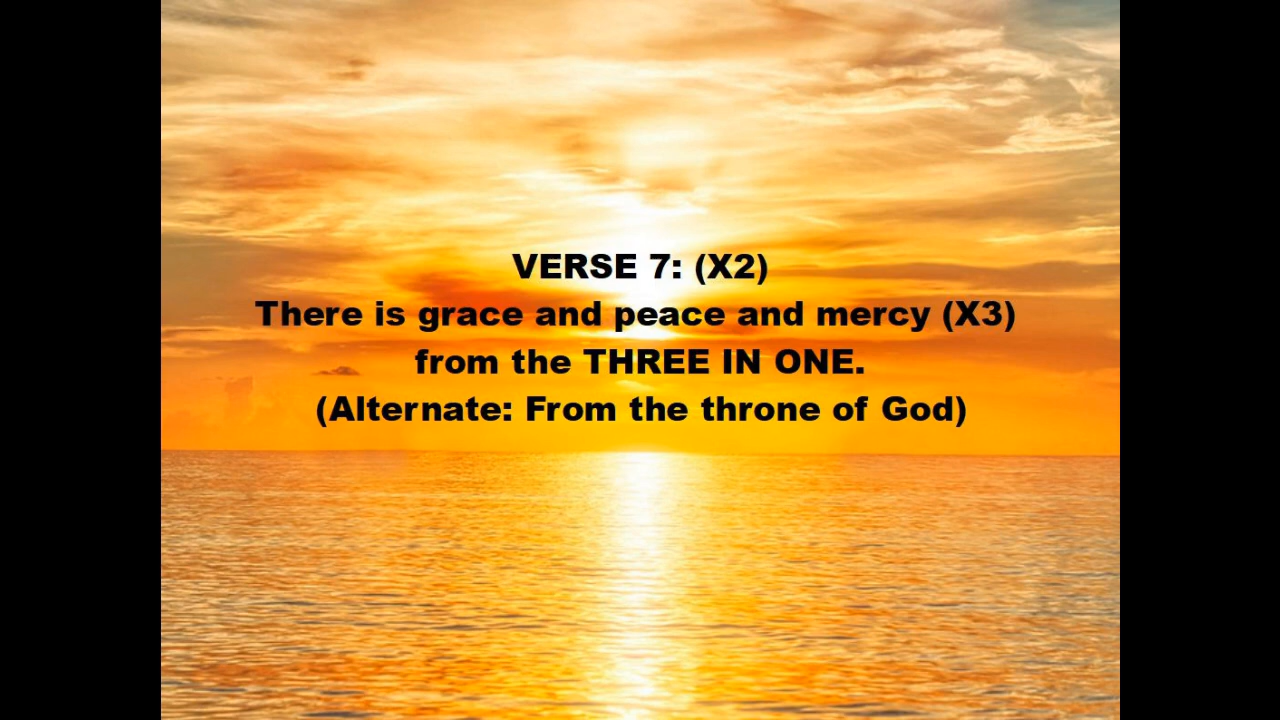 VERSE 7: (X2)
There is grace and peace and mercy (X3)
from the THREE IN ONE.
(Alternate: From the throne of God)